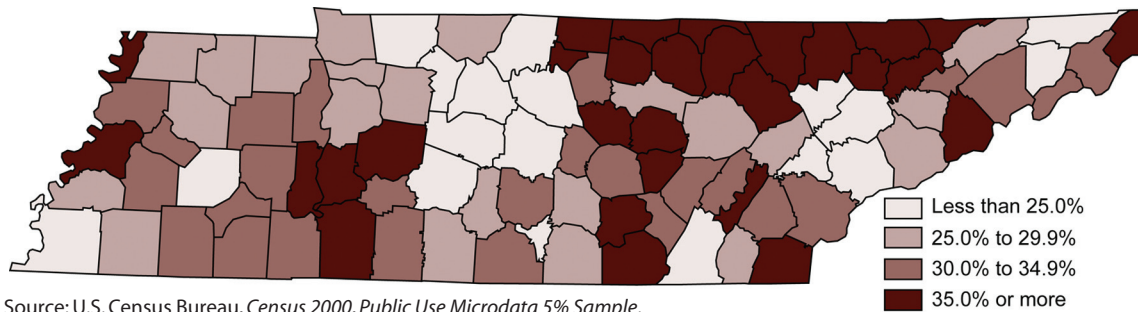 Less than 25.0%
25.0% to 29.9%
30.0% to 34.9%
35.0% or more
Source: U.S. Census Bureau, Census 2000, Public Use Microdata 5% Sample.